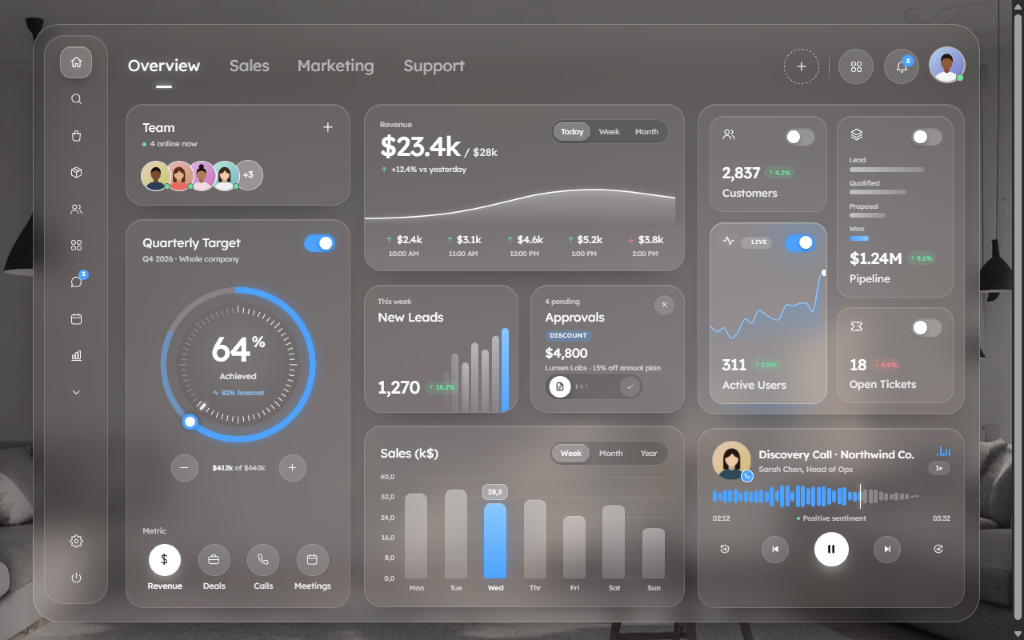 Overview
Sales
Marketing
Support
3
3
Team
4 online now
+3
Quarterly Target
Q4 2026 · Whole company
64%
Achieved
82% forecast
$412k of $640k
Metric
$
Revenue
Deals
Calls
Meetings
Revenue
$23.4k / $28k
+12.4% vs yesterday
Today
Week
Month
$2.4k
$3.1k
$4.6k
$5.2k
$3.8k
10:00 AM
11:00 AM
12:00 PM
1:00 PM
2:00 PM
This week
New Leads
1,270
18.2%
4 pending
Approvals
DISCOUNT
$4,800
Lumen Labs · 15% off annual plan
Sales (k$)
Week
Month
Year
40,0
32,0
24,0
16,0
8,0
0,0
28,5
Mon
Tue
Wed
Thr
Fri
Sat
Sun
2,837
4.2%
Customers
LIVE
311
Active Users
Lead
Qualified
Proposal
Won
$1.24M
9.6%
Pipeline
18
6.4%
Open Tickets
Discovery Call · Northwind Co.
Sarah Chen, Head of Ops
02:12
Positive sentiment
03:32